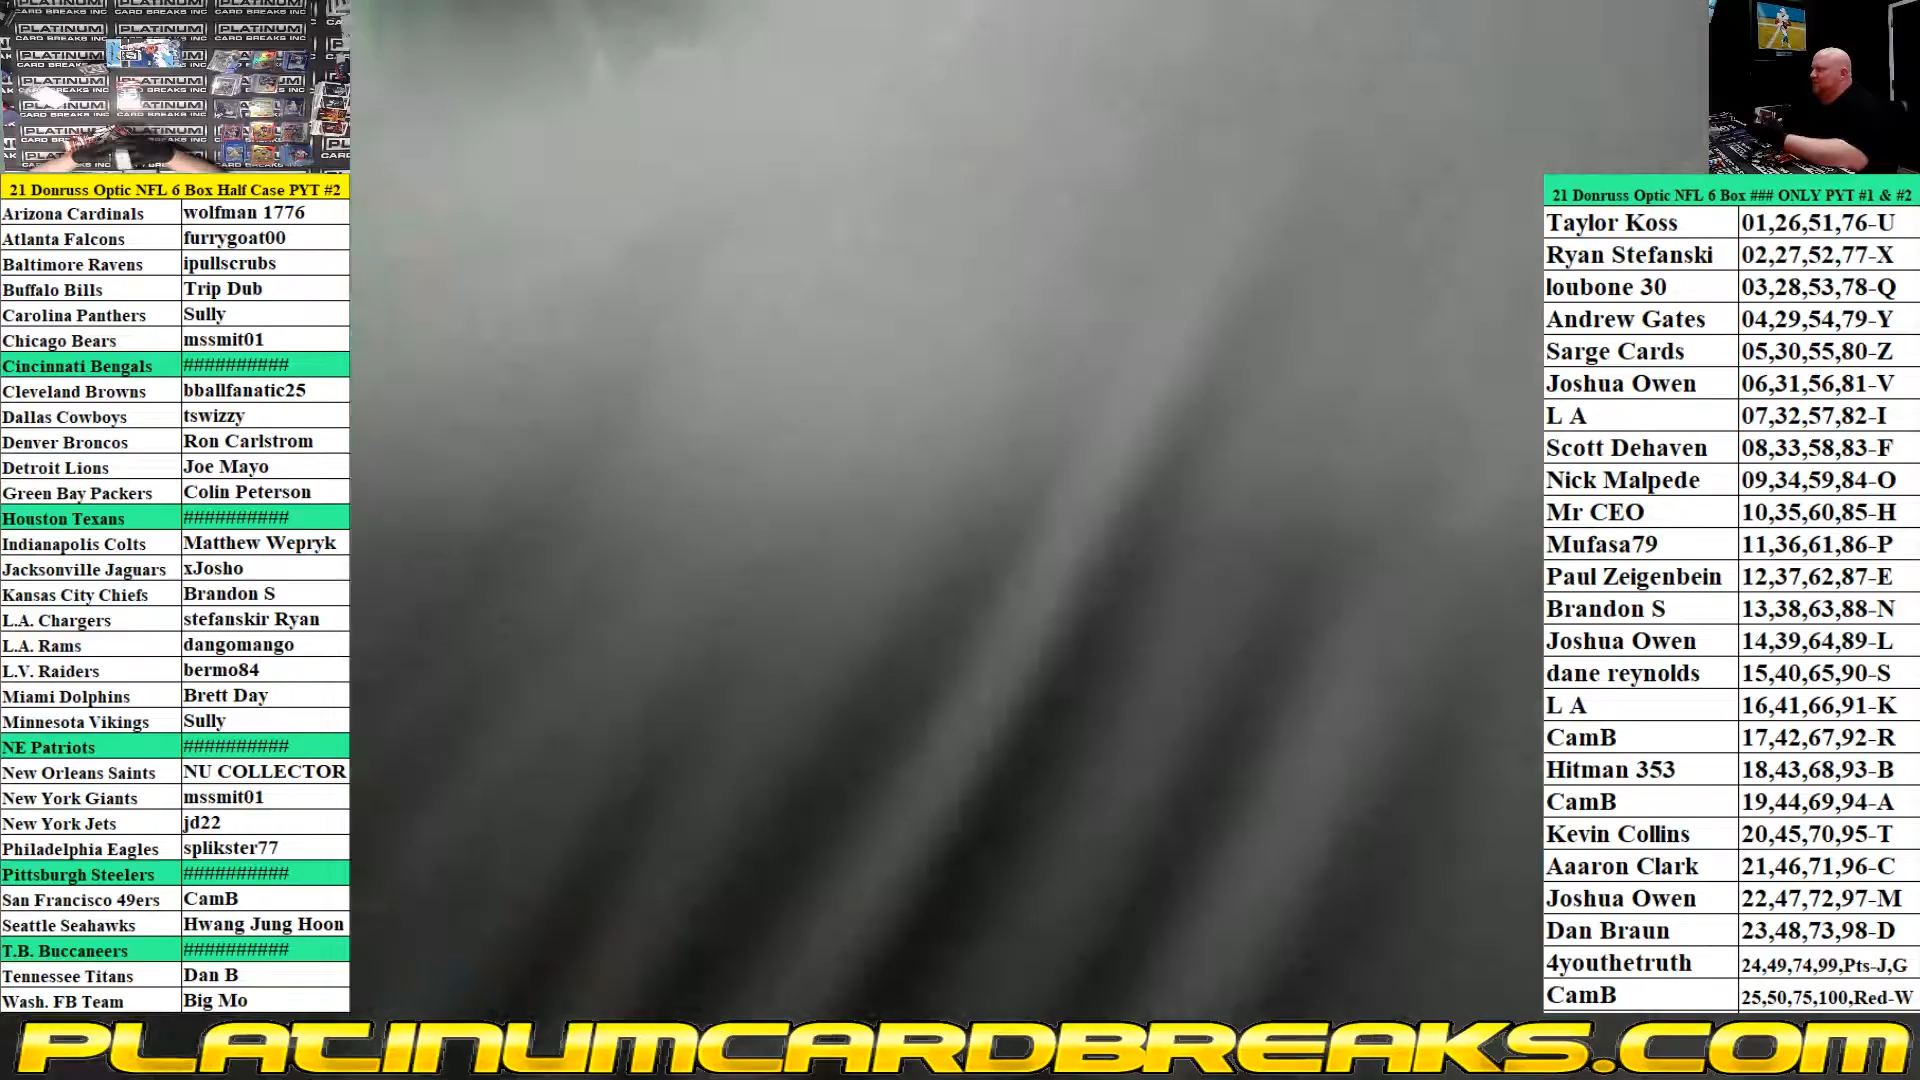 PLATINUM
CARD BREAKS INC
21 Donruss Optic NFL 6 Box Half Case PYT #2
Arizona Cardinals wolfman 1776
Atlanta Falcons furrygoat00
Baltimore Ravens ipullscrubs
Buffalo Bills Trip Dub
Carolina Panthers Sully
Chicago Bears mssmit01
Cincinnati Bengals ##########
Cleveland Browns bballfanatic25
Dallas Cowboys tswizzy
Denver Broncos Ron Carlstrom
Detroit Lions Joe Mayo
Green Bay Packers Colin Peterson
Houston Texans ##########
Indianapolis Colts Matthew Wepryk
Jacksonville Jaguars xJosho
Kansas City Chiefs Brandon S
L.A. Chargers stefanskir Ryan
L.A. Rams dangomango
L.V. Raiders bermo84
Miami Dolphins Brett Day
Minnesota Vikings Sully
NE Patriots ##########
New Orleans Saints NU COLLECTOR
New York Giants mssmit01
New York Jets jd22
Philadelphia Eagles splikster77
Pittsburgh Steelers ##########
San Francisco 49ers CamB
Seattle Seahawks Hwang Jung Hoon
T.B. Buccaneers ##########
Tennessee Titans Dan B
Wash. FB Team Big Mo
21 Donruss Optic NFL 6 Box ### ONLY PYT #1 & #2
Taylor Koss 01,26,51,76-U
Ryan Stefanski 02,27,52,77-X
loubone 30 03,28,53,78-Q
Andrew Gates 04,29,54,79-Y
Sarge Cards 05,30,55,80-Z
Joshua Owen 06,31,56,81-V
L A 07,32,57,82-I
Scott Dehaven 08,33,58,83-F
Nick Malpede 09,34,59,84-O
Mr CEO 10,35,60,85-H
Mufasa79 11,36,61,86-P
Paul Zeigenbein 12,37,62,87-E
Brandon S 13,38,63,88-N
Joshua Owen 14,39,64,89-L
dane reynolds 15,40,65,90-S
L A 16,41,66,91-K
CamB 17,42,67,92-R
Hitman 353 18,43,68,93-B
CamB 19,44,69,94-A
Kevin Collins 20,45,70,95-T
Aaaron Clark 21,46,71,96-C
Joshua Owen 22,47,72,97-M
Dan Braun 23,48,73,98-D
4youthetruth 24,49,74,99,Pts-J,G
CamB 25,50,75,100,Red-W
PLATINUMCARDBREAKS.COM